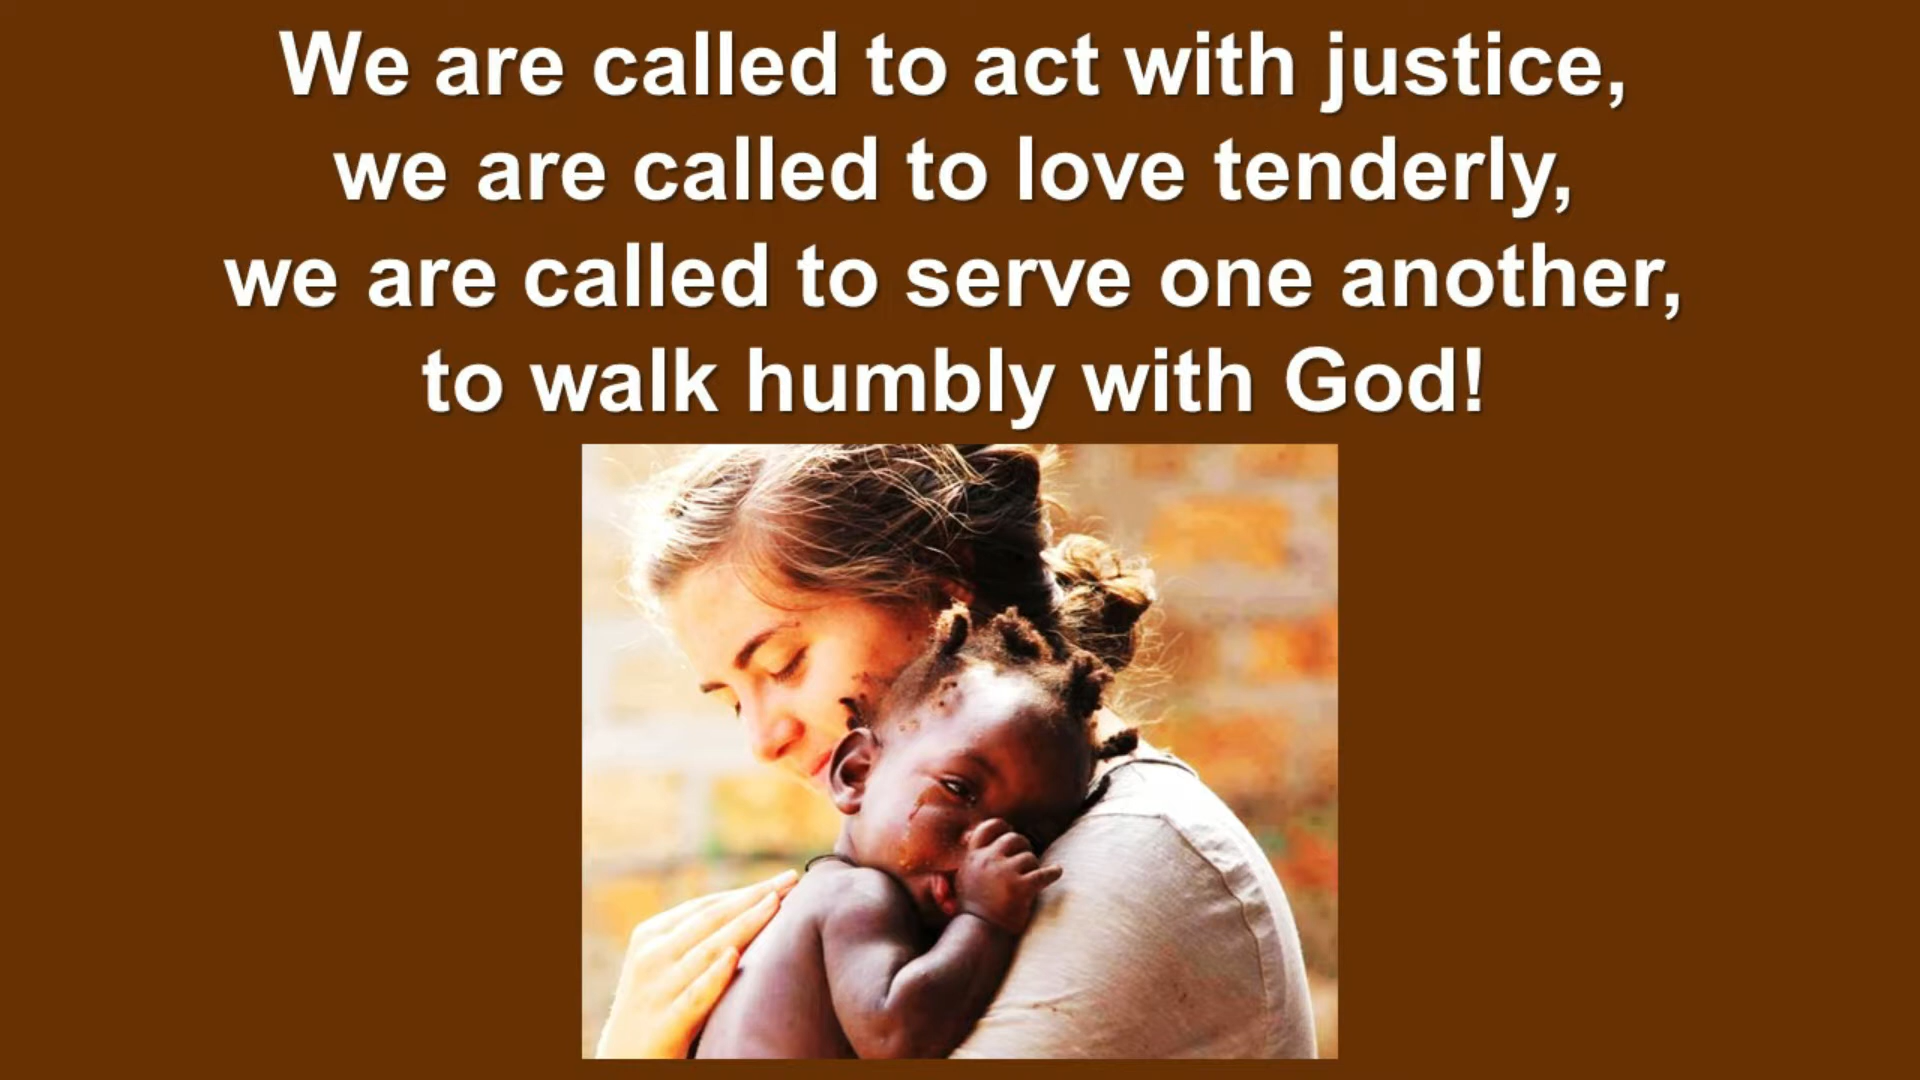 We are called to act with justice,
we are called to love tenderly,
we are called to serve one another,
to walk humbly with God!